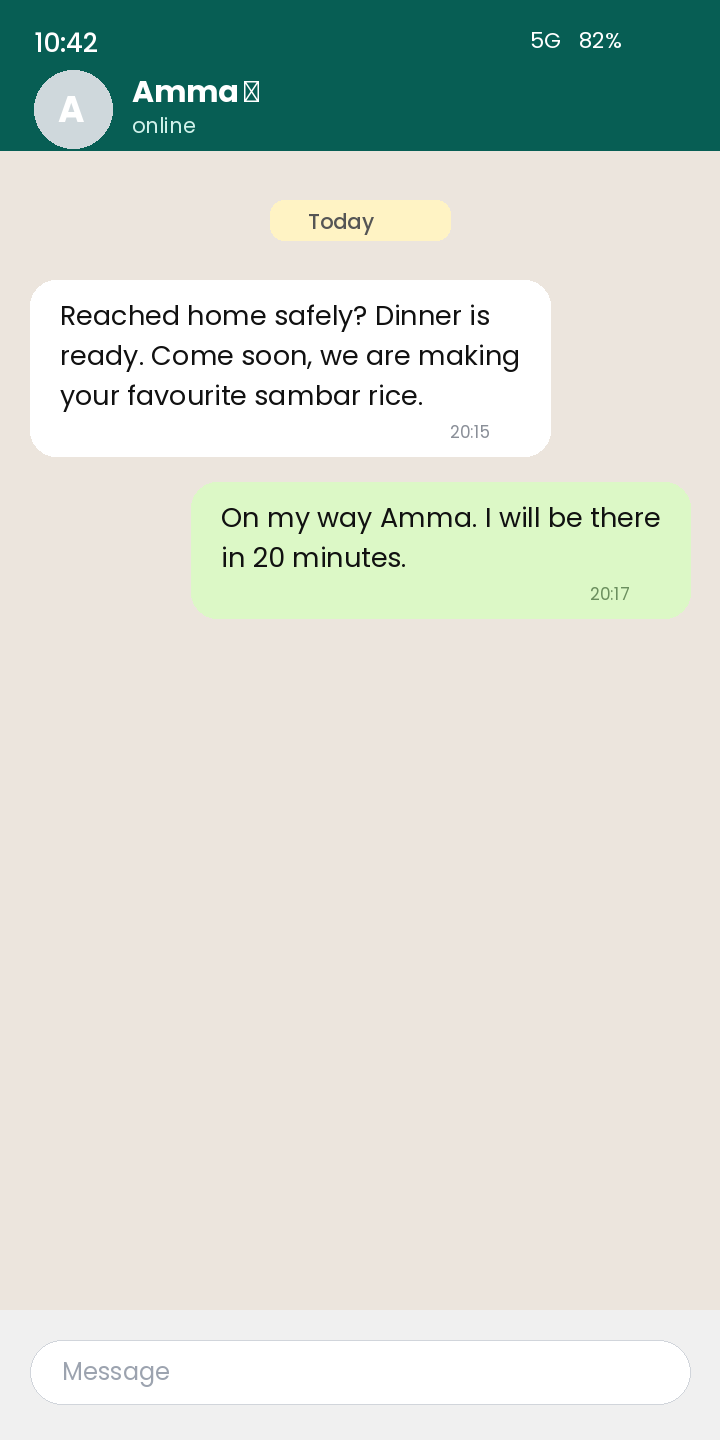 10:42 5G 82%
A
Amma
online
Today
Reached home safely? Dinner is
ready. Come soon, we are making
your favourite sambar rice.
20:15
On my way Amma. I will be there
in 20 minutes.
20:17
Message